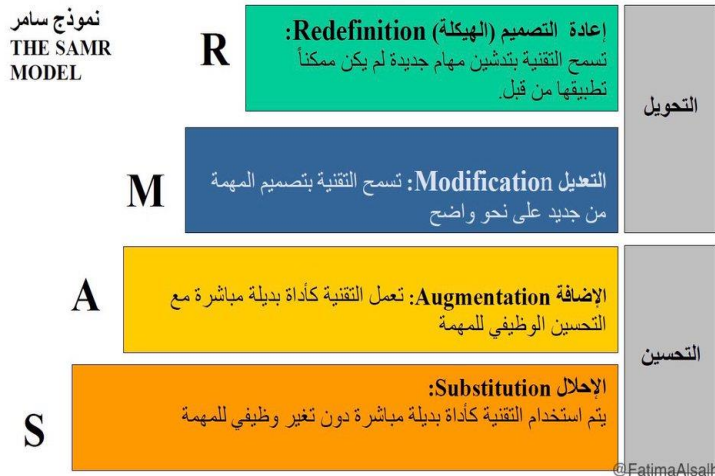 نموذج سامر
THE SAMR
MODEL
R
إعادة التصميم (الهيكلة) Redefinition:
تسمح التقنية بتدشين مهام جديدة لم يكن ممكناً
تطبيقها من قبل.
التحويل
M
التعديل Modification: تسمح التقنية بتصميم المهمة
من جديد على نحو واضح
A
الإضافة Augmentation: تعمل التقنية كأداة بديلة مباشرة مع
التحسين الوظيفي للمهمة
التحسين
S
الإحلال Substitution:
يتم استخدام التقنية كأداة بديلة مباشرة دون تغير وظيفي للمهمة
@FatimaAlsalh